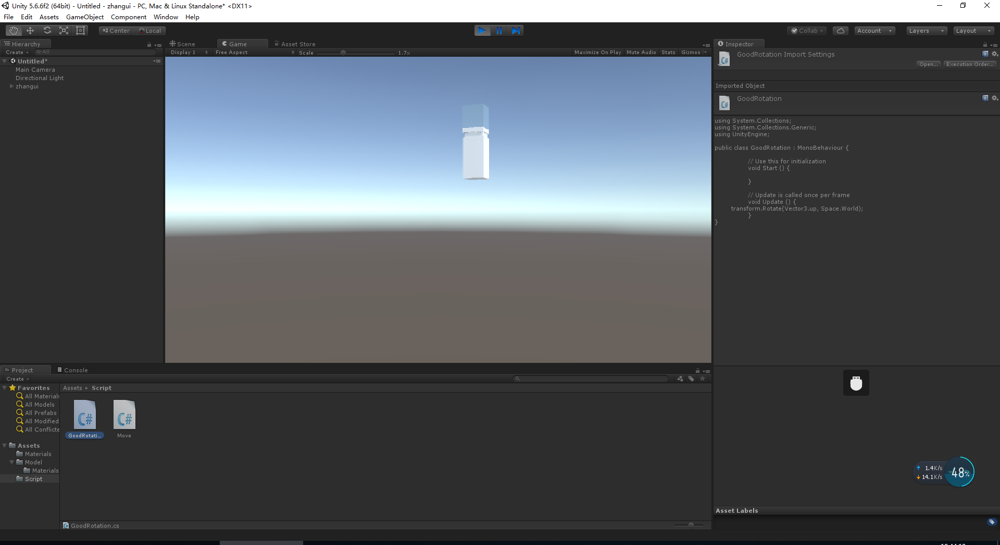 Unity 5.6.6f2 (64bit) - Untitled - zhangui - PC, Mac & Linux Standalone* <DX11>
File Edit Assets GameObject Component Window Help
Center Local
Collab Account Layers Layout
Hierarchy
Create All
Untitled*
Main Camera
Directional Light
zhangui
Scene Game Asset Store
Display 1 Free Aspect Scale 1.7x Maximize On Play Mute Audio Stats Gizmos
Inspector
GoodRotation Import Settings
C#
Open... Execution Order...
Imported Object
GoodRotation
C#
using System.Collections;
using System.Collections.Generic;
using UnityEngine;
public class GoodRotation : MonoBehaviour {
// Use this for initialization
void Start () {
}
// Update is called once per frame
void Update () {
transform.Rotate(Vector3.up, Space.World);
}
}
Project Console
Create
Favorites
All Materials
All Models
All Prefabs
All Modified
All Conflicte
Assets
Materials
Model
Materials
Script
Assets ▸ Script
C# C#
GoodRotati... Move
GoodRotation.cs
1.4K/s
14.1K/s
48%
Asset Labels